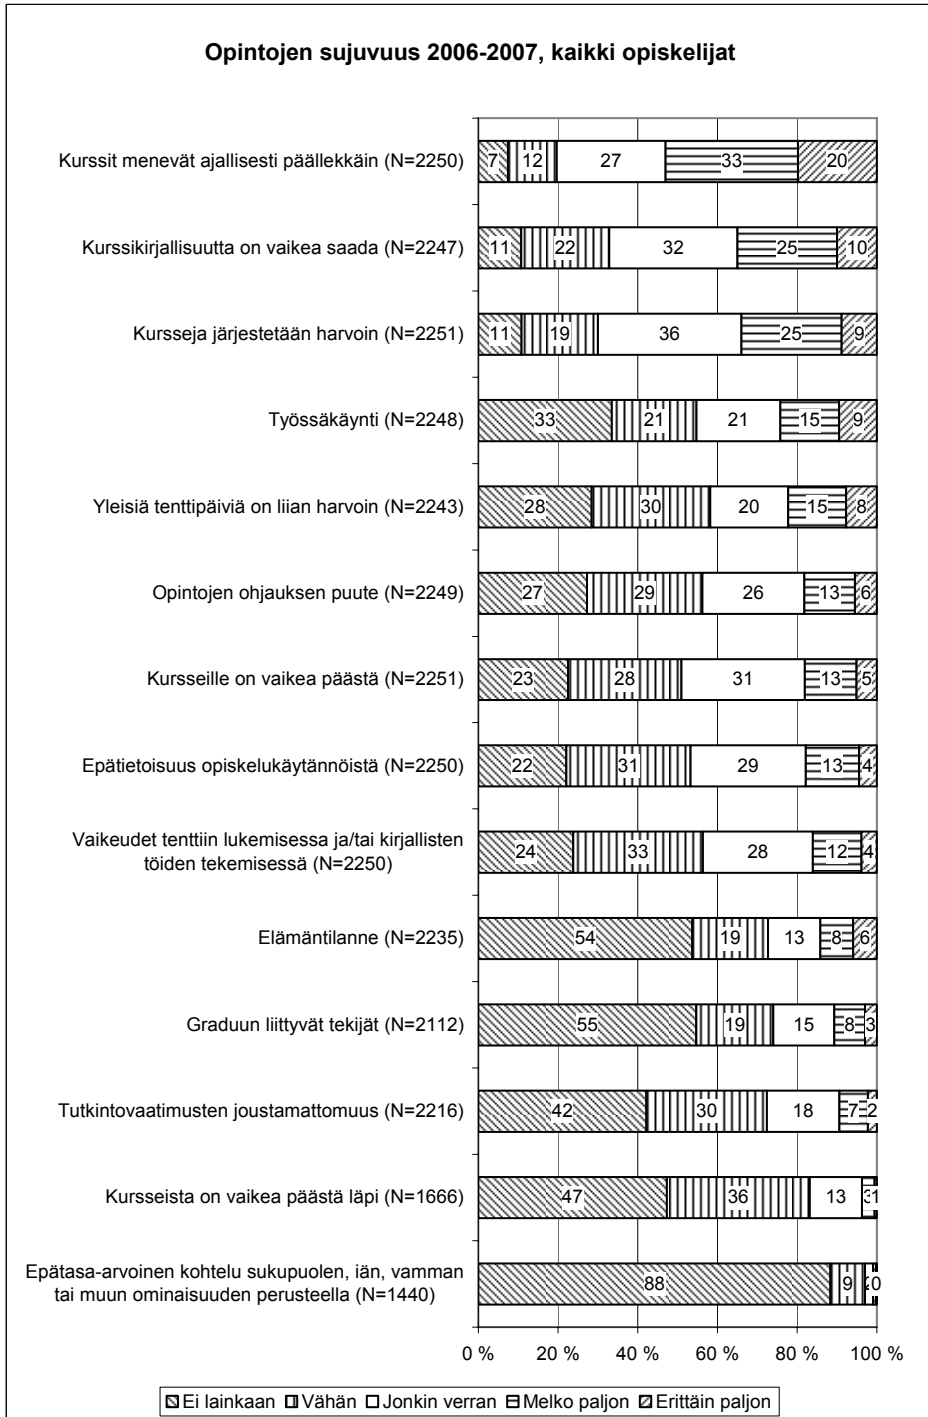 Opintojen sujuvuus 2006-2007, kaikki opiskelijat
Kurssit menevät ajallisesti päällekkäin (N=2250)
7 12 27 33 20
Kurssikirjallisuutta on vaikea saada (N=2247)
11 22 32 25 10
Kursseja järjestetään harvoin (N=2251)
11 19 36 25 9
Työssäkäynti (N=2248)
33 21 21 15 9
Yleisiä tenttipäiviä on liian harvoin (N=2243)
28 30 20 15 8
Opintojen ohjauksen puute (N=2249)
27 29 26 13 6
Kursseille on vaikea päästä (N=2251)
23 28 31 13 5
Epätietoisuus opiskelukäytännöistä (N=2250)
22 31 29 13 4
Vaikeudet tenttiin lukemisessa ja/tai kirjallisten
töiden tekemisessä (N=2250)
24 33 28 12 4
Elämäntilanne (N=2235)
54 19 13 8 6
Graduun liittyvät tekijät (N=2112)
55 19 15 8 3
Tutkintovaatimusten joustamattomuus (N=2216)
42 30 18 7 2
Kursseista on vaikea päästä läpi (N=1666)
47 36 13 3 1
Epätasa-arvoinen kohtelu sukupuolen, iän, vamman
tai muun ominaisuuden perusteella (N=1440)
88 9 0
0 % 20 % 40 % 60 % 80 % 100 %
Ei lainkaan Vähän Jonkin verran Melko paljon Erittäin paljon